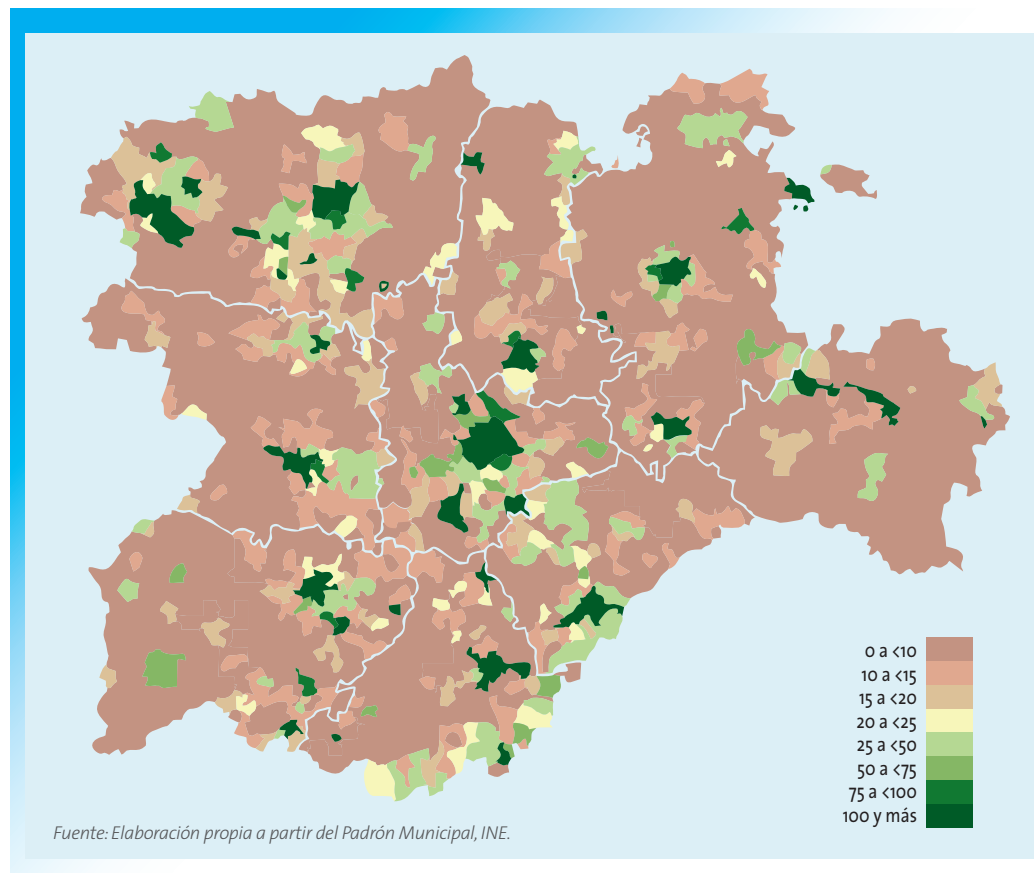 0 a <10
10 a <15
15 a <20
20 a <25
25 a <50
50 a <75
75 a <100
100 y más
Fuente: Elaboración propia a partir del Padrón Municipal, INE.